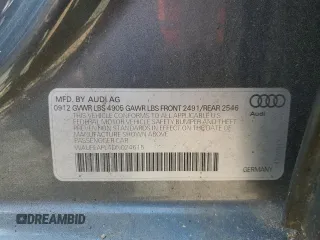 MFD. BY AUDI AG
0912 GVWR LBS 4905 GAWR LBS FRONT 2491/REAR 2546
THIS VEHICLE CONFORMS TO ALL APPLICABLE
FEDERAL MOTOR VEHICLE SAFETY, BUMPER AND THEFT
PREVENTION STANDARDS IN EFFECT ON THE DATE OF
MANUFACTURE SHOWN ABOVE.
PASSENGER CAR
Audi
GERMANY
DREAMBID